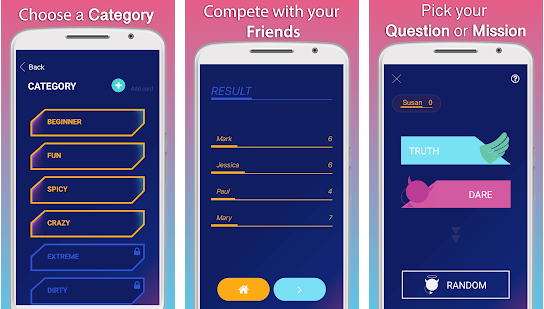 Choose a Category
Back
CATEGORY
Add card
BEGINNER
FUN
SPICY
CRAZY
EXTREME
DIRTY
Compete with your
Friends
RESULT
Mark 6
Jessica 6
Paul 4
Mary 7
Pick your
Question or Mission
?
Susan 0
TRUTH
DARE
RANDOM